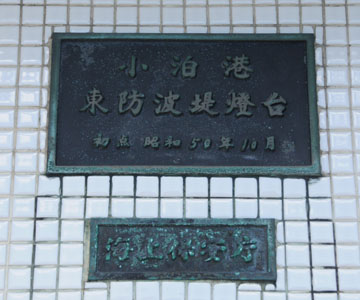 小泊港
東防波堤燈台
初点 昭和50年10月
海上保安庁